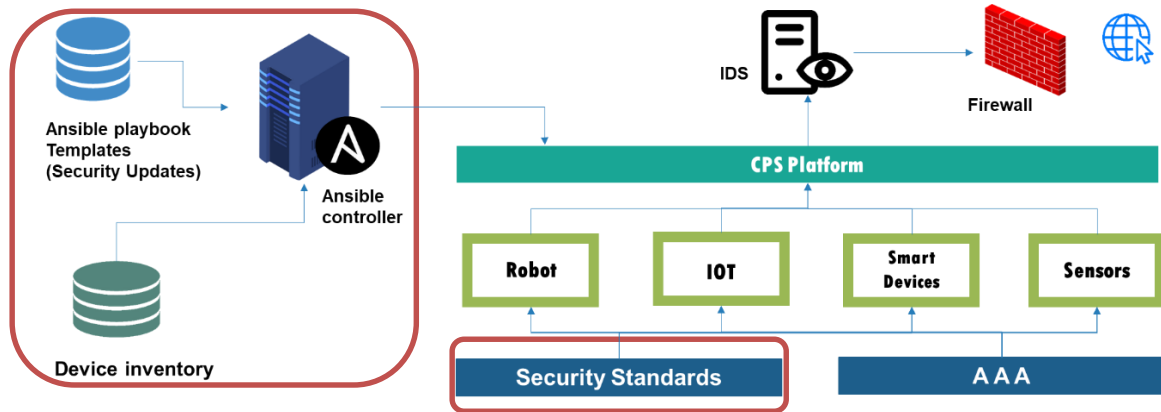 Ansible playbook
Templates
(Security Updates)
Ansible
controller
Device inventory
IDS
Firewall
CPS Platform
Robot
IOT
Smart
Devices
Sensors
Security Standards
A A A